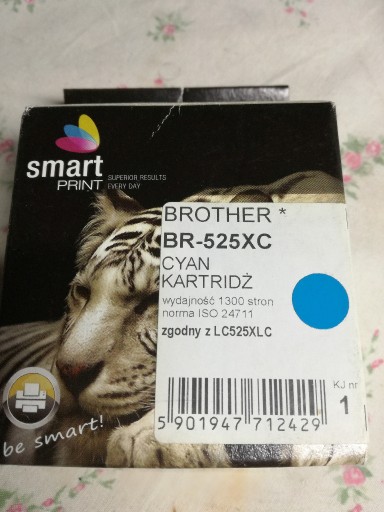 smart
PRINT
SUPERIOR RESULTS
EVERY DAY
BROTHER *
BR-525XC
CYAN
KARTRIDŻ
wydajność 1300 stron
norma ISO 24711
zgodny z LC525XLC
KJ nr
1
5 901947 712429
be smart!